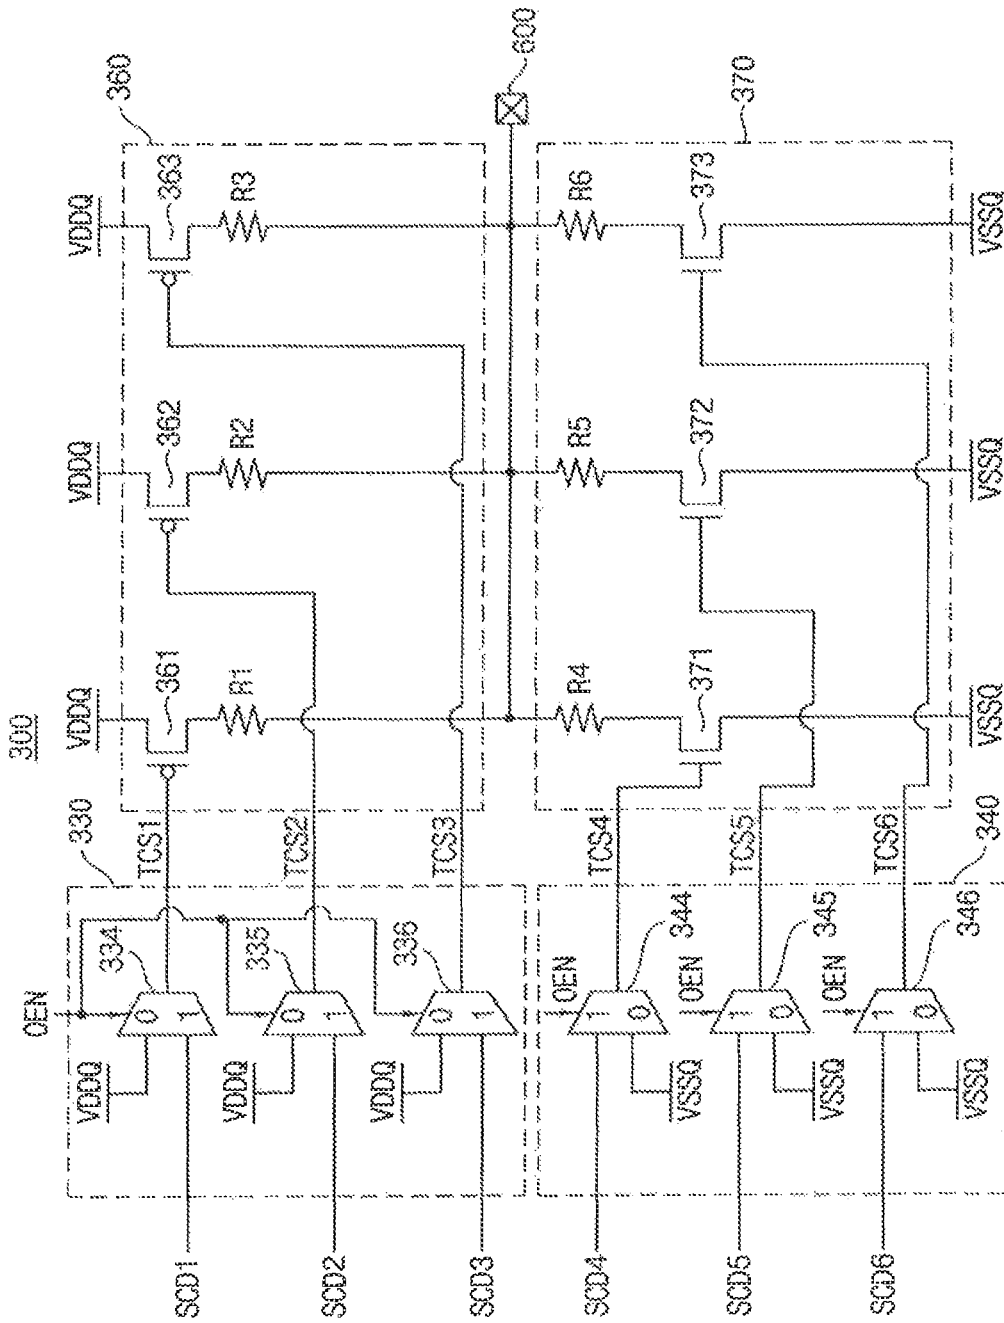 300
330
OEN
VDDQ
334
0
1
SCD1
TCS1
VDDQ
335
0
1
SCD2
TCS2
VDDQ
336
0
1
SCD3
TCS3
360
VDDQ
361
R1
VDDQ
362
R2
VDDQ
363
R3
600
340
OEN
344
1
0
SCD4
VSSQ
TCS4
OEN
345
1
0
SCD5
VSSQ
TCS5
OEN
346
1
0
SCD6
VSSQ
TCS6
370
R4
371
VSSQ
R5
372
VSSQ
R6
373
VSSQ